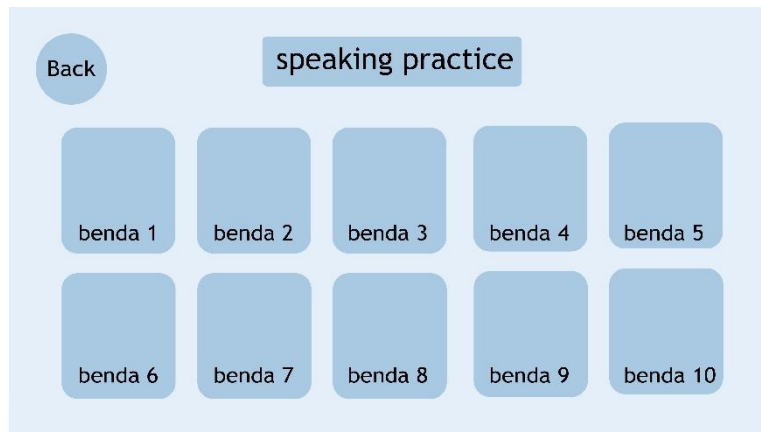 Back
speaking practice
benda 1 benda 2 benda 3 benda 4 benda 5
benda 6 benda 7 benda 8 benda 9 benda 10